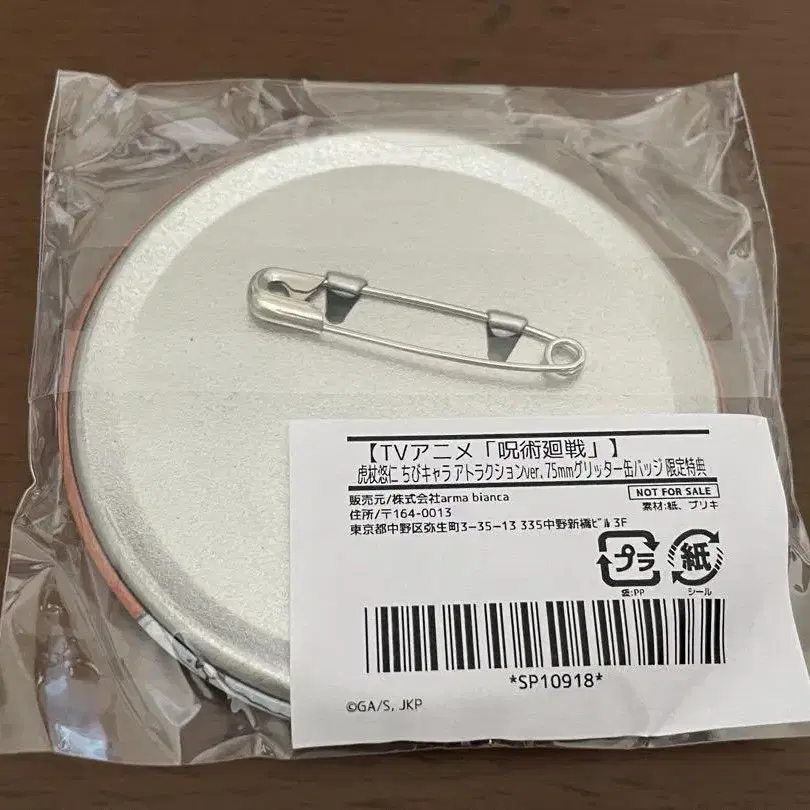 【TVアニメ「呪術廻戦」】
虎杖悠仁 ちびキャラ アトラクションver. 75mmグリッター缶バッジ 限定特典
販売元/株式会社arma bianca
NOT FOR SALE
住所/〒164-0013
素材:紙、ブリキ
東京都中野区弥生町3-35-13 335中野新橋ビル 3F
プラ
紙
袋:PP
シール
*SP10918*
©GA/S, JKP